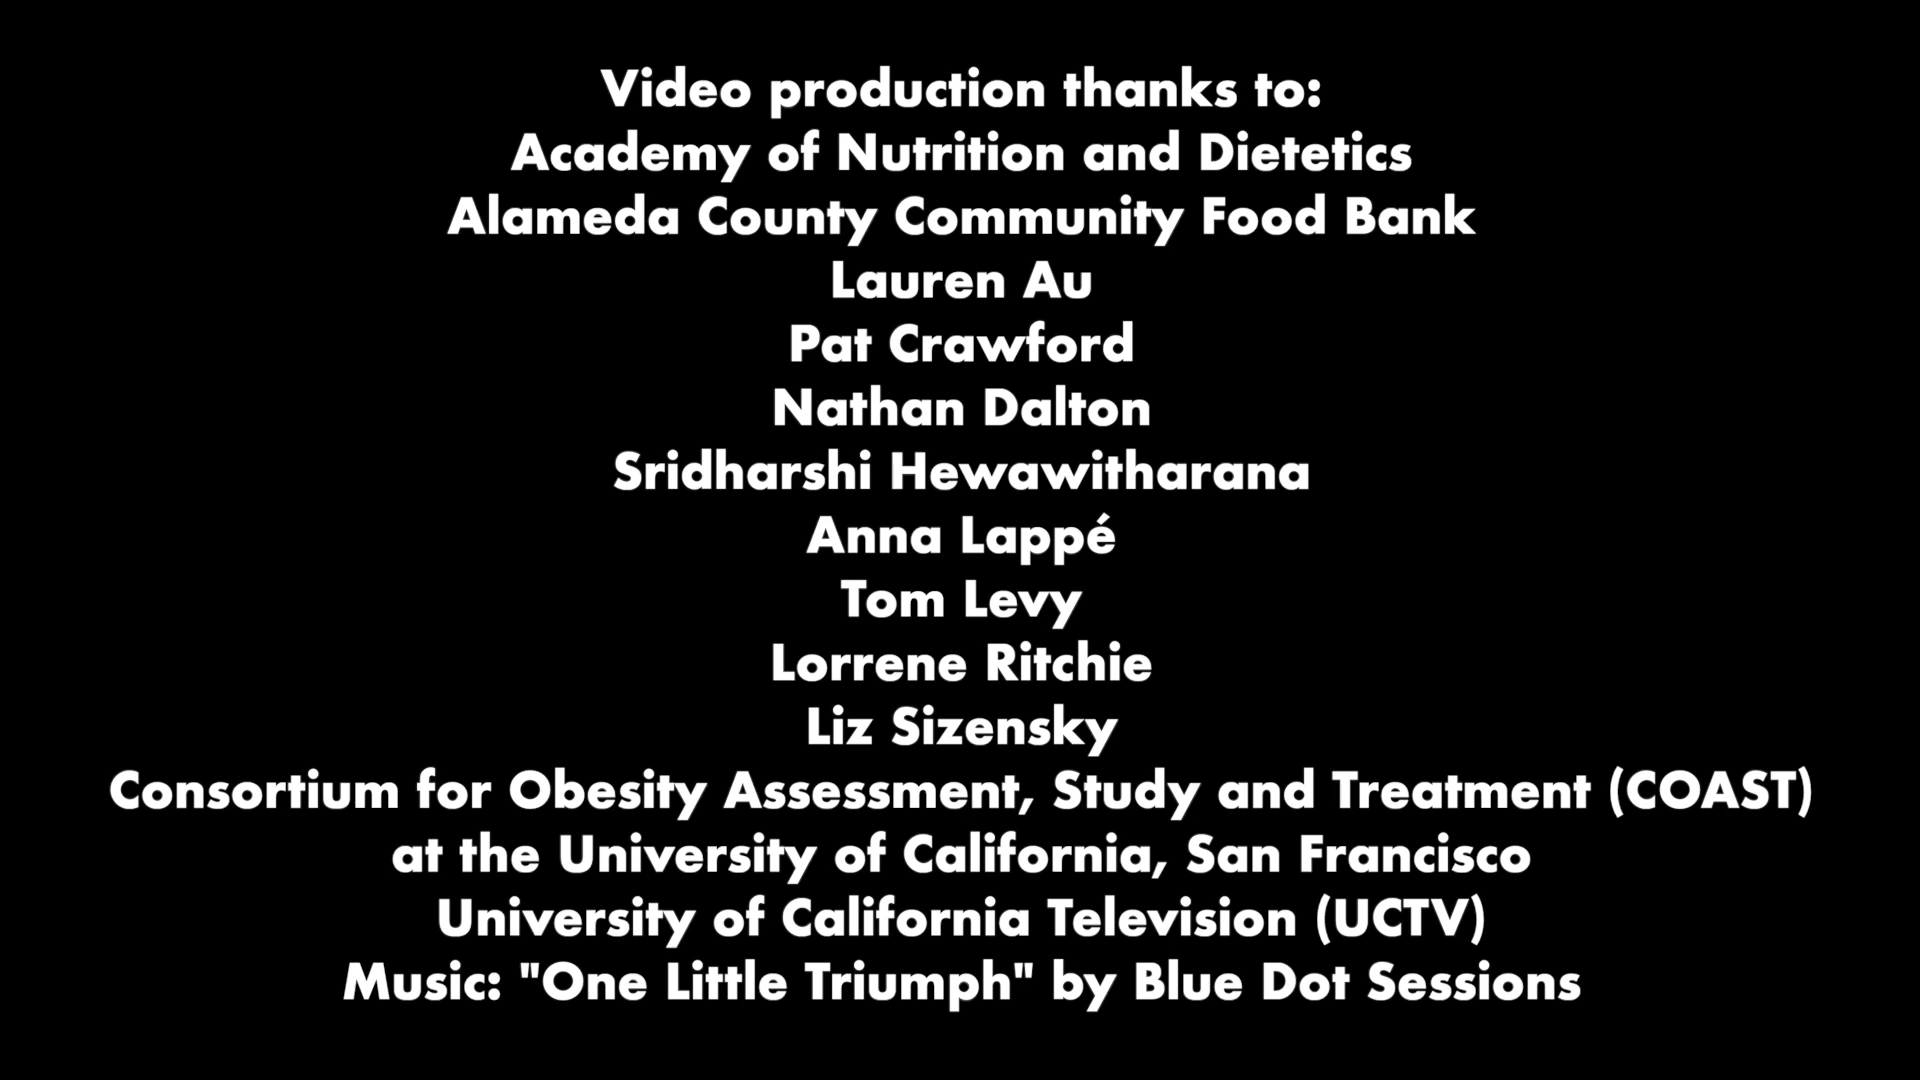 Video production thanks to:
Academy of Nutrition and Dietetics
Alameda County Community Food Bank
Lauren Au
Pat Crawford
Nathan Dalton
Sridharshi Hewawitharana
Anna Lappé
Tom Levy
Lorrene Ritchie
Liz Sizensky
Consortium for Obesity Assessment, Study and Treatment (COAST)
at the University of California, San Francisco
University of California Television (UCTV)
Music: "One Little Triumph" by Blue Dot Sessions